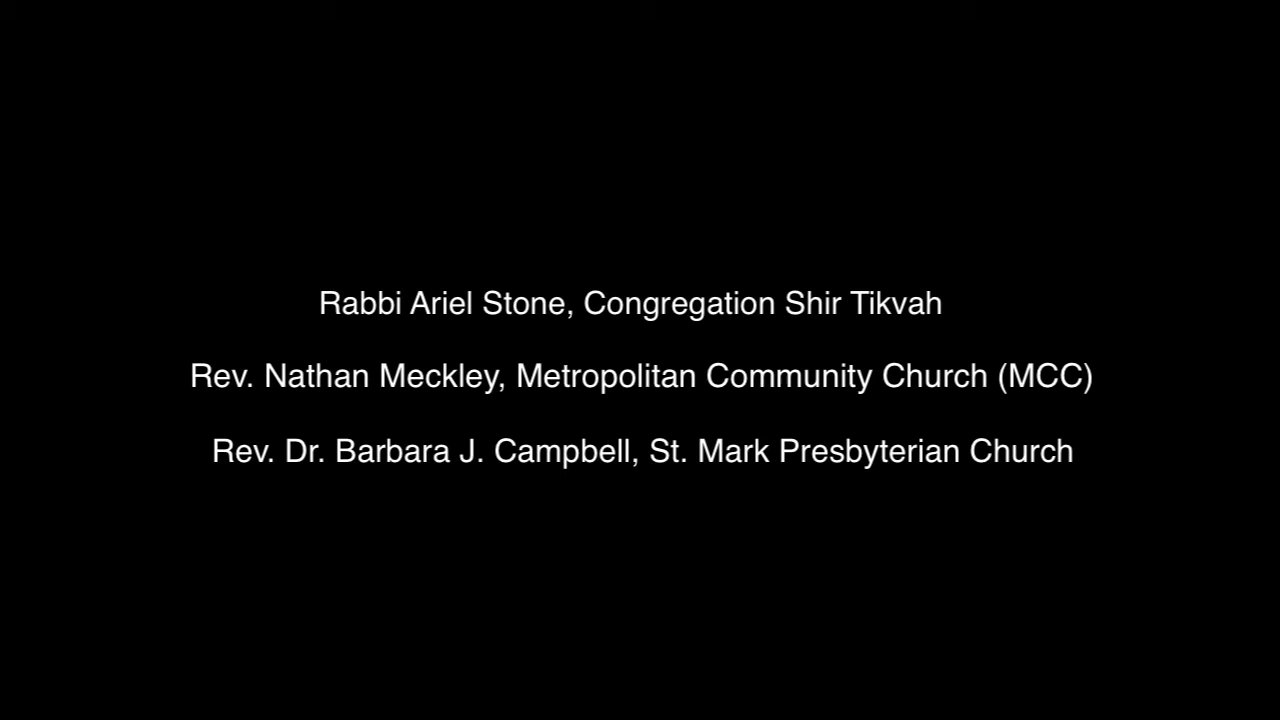 Rabbi Ariel Stone, Congregation Shir Tikvah
Rev. Nathan Meckley, Metropolitan Community Church (MCC)
Rev. Dr. Barbara J. Campbell, St. Mark Presbyterian Church